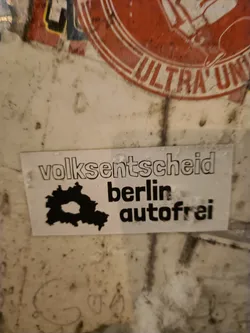 ULTRA' UN
volksentscheid
berlin
autofrei